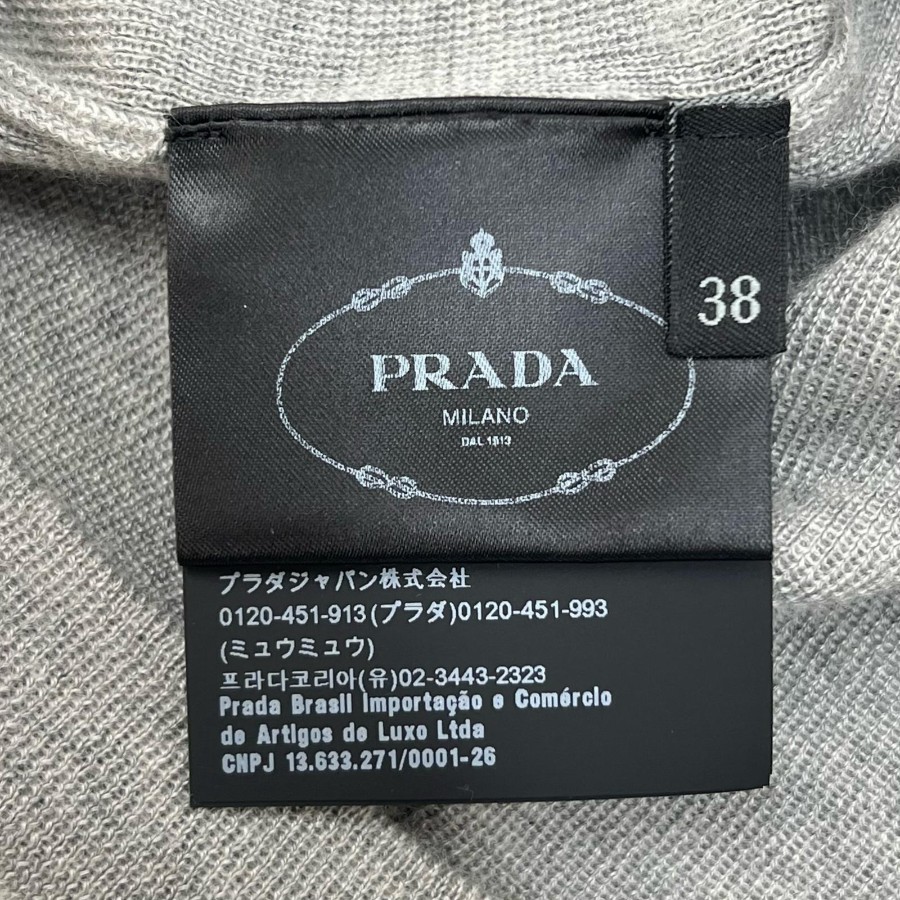 PRADA
MILANO
DAL 1913
38
プラダジャパン株式会社
0120-451-913(プラダ)0120-451-993
(ミュウミュウ)
프라다코리아(유)02-3443-2323
Prada Brasil Importação e Comércio
de Artigos de Luxo Ltda
CNPJ 13.633.271/0001-26